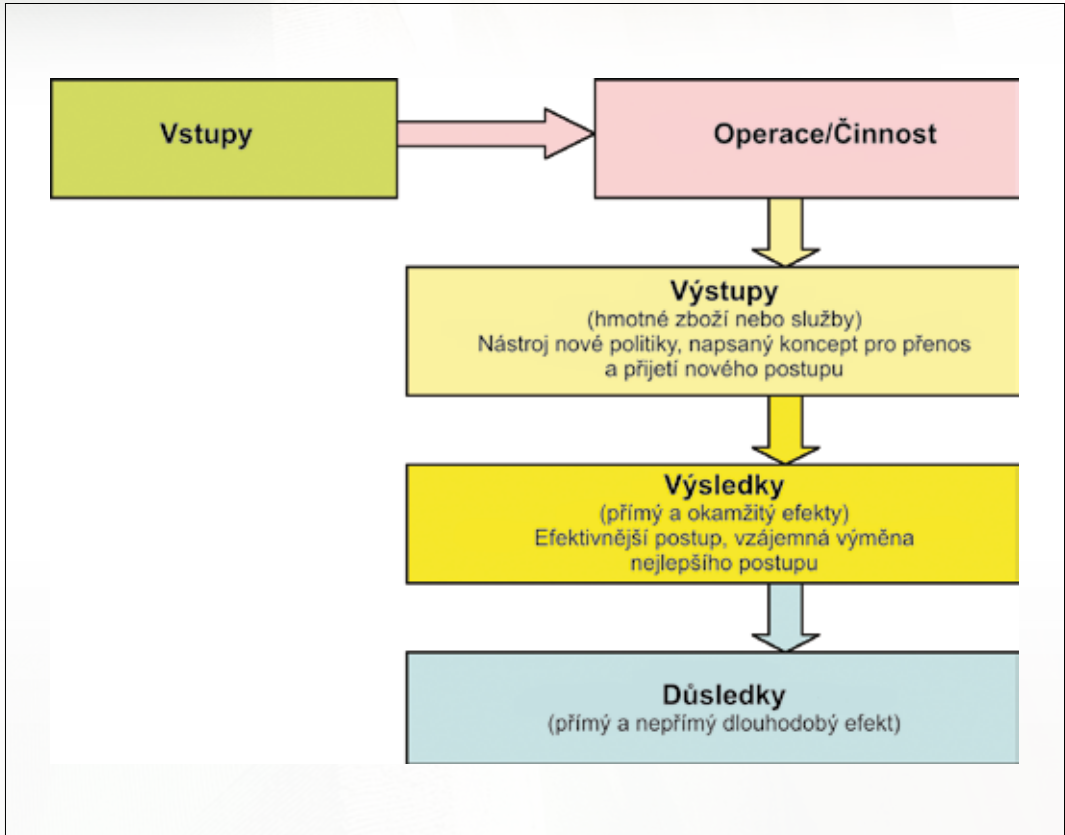 Vstupy
Operace/Činnost
Výstupy
(hmotné zboží nebo služby)
Nástroj nové politiky, napsaný koncept pro přenos
a přijetí nového postupu
Výsledky
(přímý a okamžitý efekty)
Efektivnější postup, vzájemná výměna
nejlepšího postupu
Důsledky
(přímý a nepřímý dlouhodobý efekt)